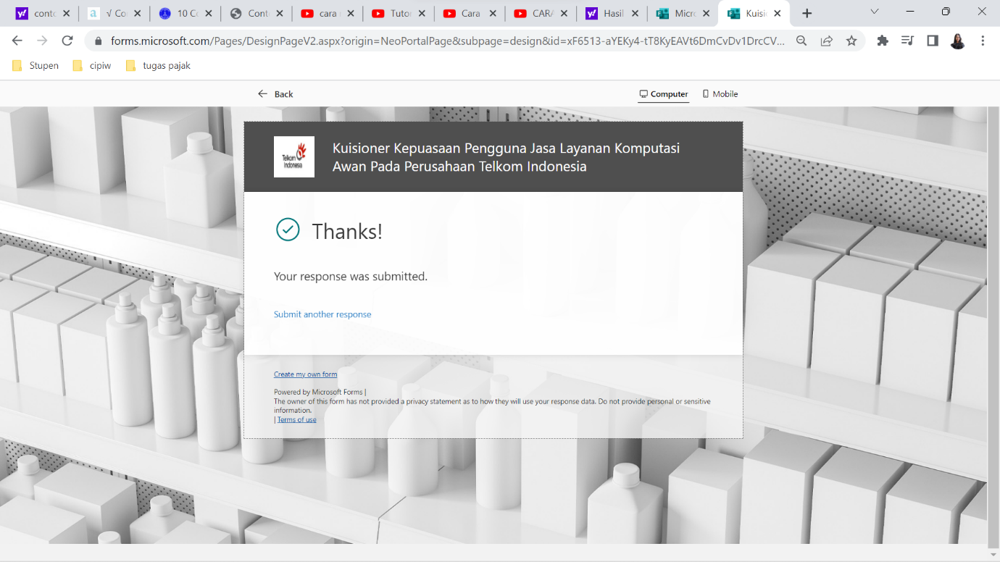 conto
√ Co
10 Co
Cont
cara
Tutor
Cara
CARA
Hasil
Micro
Kuisio
forms.microsoft.com/Pages/DesignPageV2.aspx?origin=NeoPortalPage&subpage=design&id=xF6513-aYEKy4-tT8KyEAVt6DmCvDv1DrcCV...
Stupen cipiw tugas pajak
Back Computer Mobile
Telkom
Indonesia
Kuisioner Kepuasaan Pengguna Jasa Layanan Komputasi
Awan Pada Perusahaan Telkom Indonesia
Thanks!
Your response was submitted.
Submit another response
Create my own form
Powered by Microsoft Forms |
The owner of this form has not provided a privacy statement as to how they will use your response data. Do not provide personal or sensitive
information.
| Terms of use